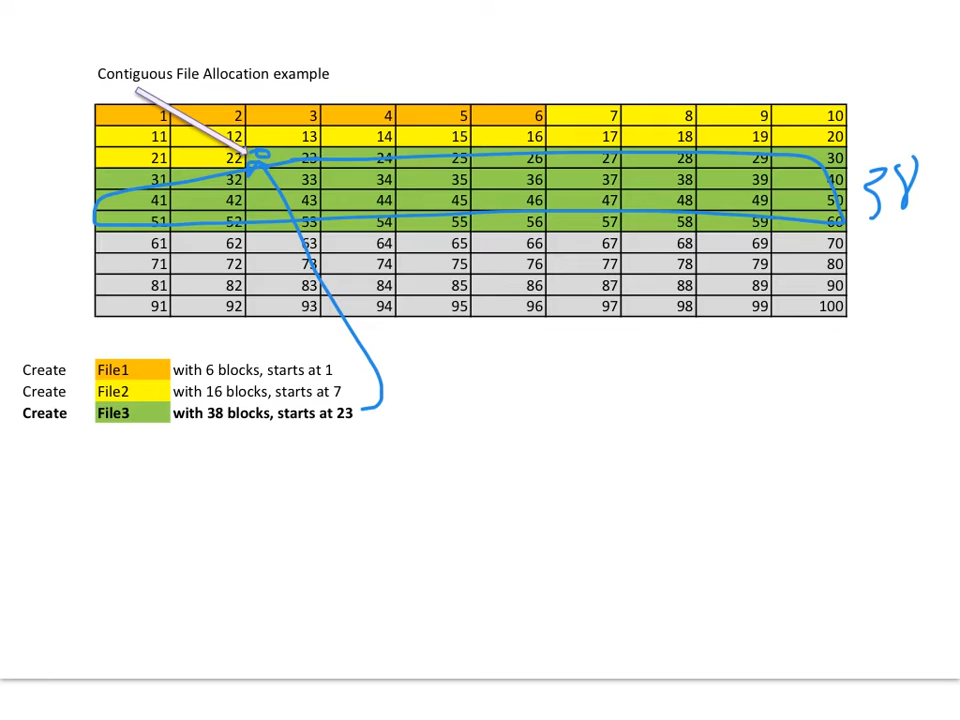 Contiguous File Allocation example
1 2 3 4 5 6 7 8 9 10
11 12 13 14 15 16 17 18 19 20
21 22 23 24 25 26 27 28 29 30
31 32 33 34 35 36 37 38 39 40
38
41 42 43 44 45 46 47 48 49 50
51 52 53 54 55 56 57 58 59 60
61 62 63 64 65 66 67 68 69 70
71 72 73 74 75 76 77 78 79 80
81 82 83 84 85 86 87 88 89 90
91 92 93 94 95 96 97 98 99 100
Create File1 with 6 blocks, starts at 1
Create File2 with 16 blocks, starts at 7
Create File3 with 38 blocks, starts at 23